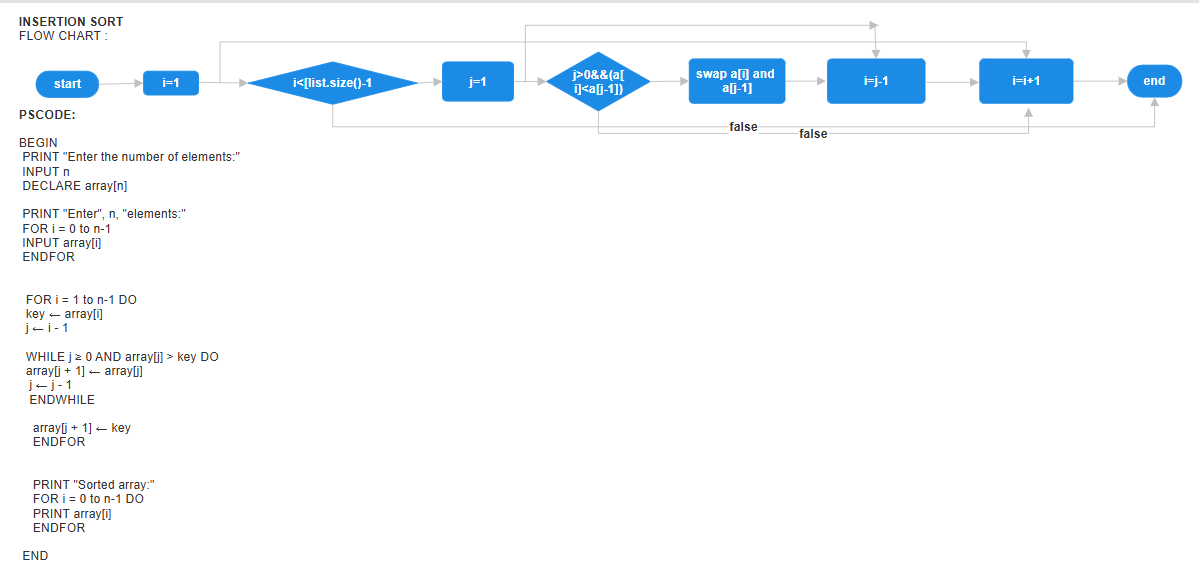 INSERTION SORT
FLOW CHART :
start
i=1
i<[list.size()-1
j=1
j>0&&(a[
i]<a[j-1])
swap a[i] and
a[j-1]
i=j-1
i=i+1
end
false
false
PSCODE:
BEGIN
PRINT "Enter the number of elements:"
INPUT n
DECLARE array[n]
PRINT "Enter", n, "elements:"
FOR i = 0 to n-1
INPUT array[i]
ENDFOR
FOR i = 1 to n-1 DO
key ← array[i]
j ← i - 1
WHILE j ≥ 0 AND array[j] > key DO
array[j + 1] ← array[j]
j ← j - 1
ENDWHILE
array[j + 1] ← key
ENDFOR
PRINT "Sorted array:"
FOR i = 0 to n-1 DO
PRINT array[i]
ENDFOR
END